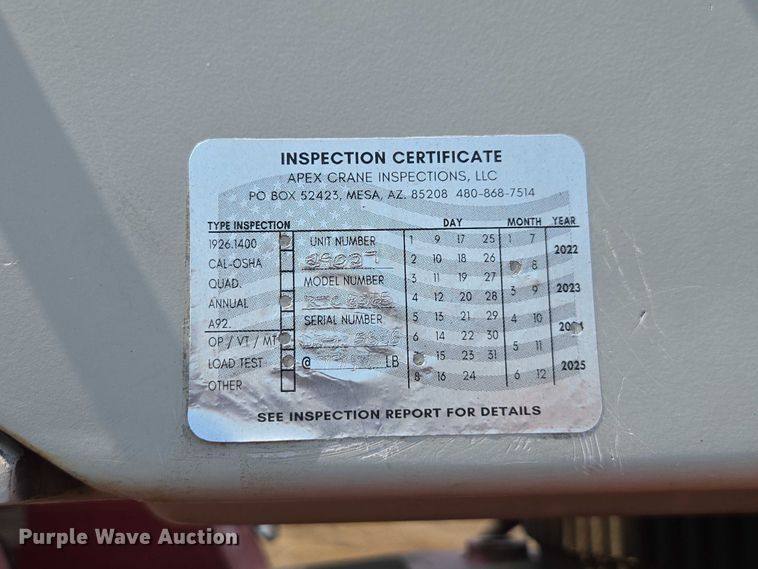 INSPECTION CERTIFICATE
APEX CRANE INSPECTIONS, LLC
PO BOX 52423, MESA, AZ. 85208 480-868-7514
TYPE INSPECTION DAY MONTH YEAR
1926.1400 UNIT NUMBER 1 9 17 25 1 7 2022
CAL-OSHA 2 10 18 26 8
QUAD. MODEL NUMBER 3 11 19 27 3 9 2023
ANNUAL 4 12 20 28
A92. SERIAL NUMBER 5 13 21 29 4 10
OP / VT / MT 6 14 22 30 5 11
LOAD TEST @ LB 15 23 31 2025
OTHER 8 16 24 6 12
SEE INSPECTION REPORT FOR DETAILS
Purple Wave Auction